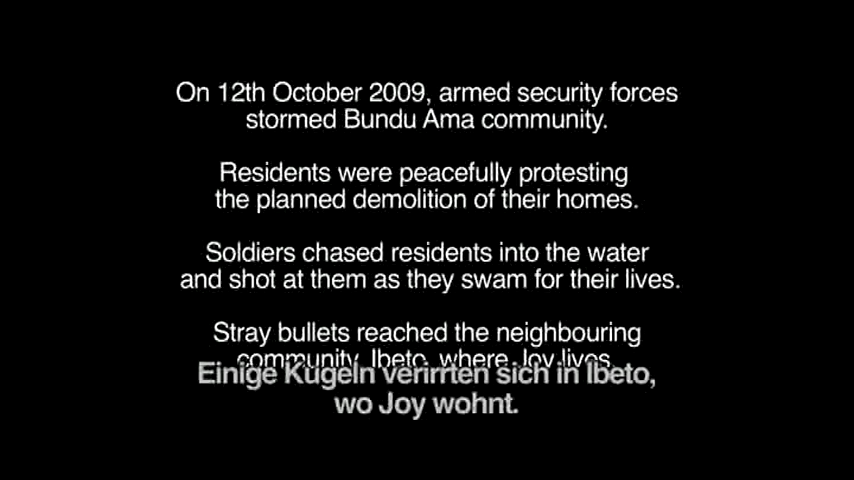 On 12th October 2009, armed security forces
stormed Bundu Ama community.
Residents were peacefully protesting
the planned demolition of their homes.
Soldiers chased residents into the water
and shot at them as they swam for their lives.
Stray bullets reached the neighbouring
community, Ibeto, where Joy lives.
Einige Kugeln verirrten sich in Ibeto,
wo Joy wohnt.